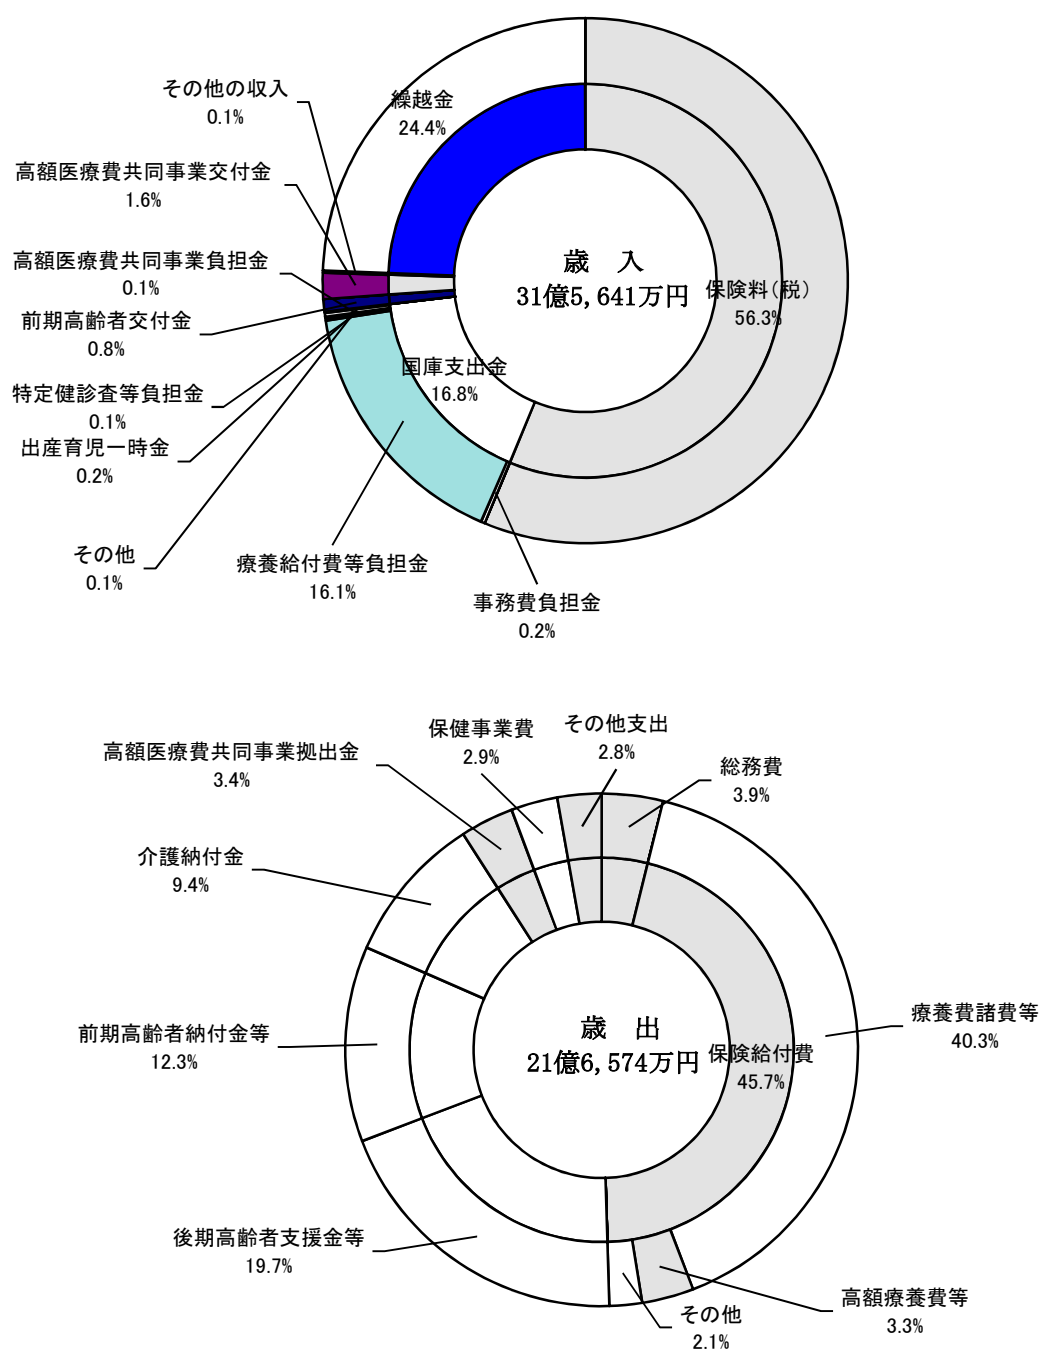 その他の収入
0.1%
繰越金
24.4%
高額医療費共同事業交付金
1.6%
高額医療費共同事業負担金
0.1%
歳 入
31億5,641万円
保険料(税)
56.3%
前期高齢者交付金
0.8%
国庫支出金
16.8%
特定健診査等負担金
0.1%
出産育児一時金
0.2%
その他
0.1%
療養給付費等負担金
16.1%
事務費負担金
0.2%
高額医療費共同事業拠出金
3.4%
保健事業費
2.9%
その他支出
2.8%
総務費
3.9%
介護納付金
9.4%
療養費諸費等
40.3%
前期高齢者納付金等
12.3%
歳 出
21億6,574万円
保険給付費
45.7%
後期高齢者支援金等
19.7%
高額療養費等
3.3%
その他
2.1%